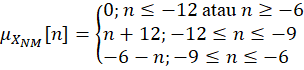 0; n ≤ −12 atau n ≥ −6
μ_{X_{NM}}[n] = { n + 12; −12 ≤ n ≤ −9
−6 − n; −9 ≤ n ≤ −6